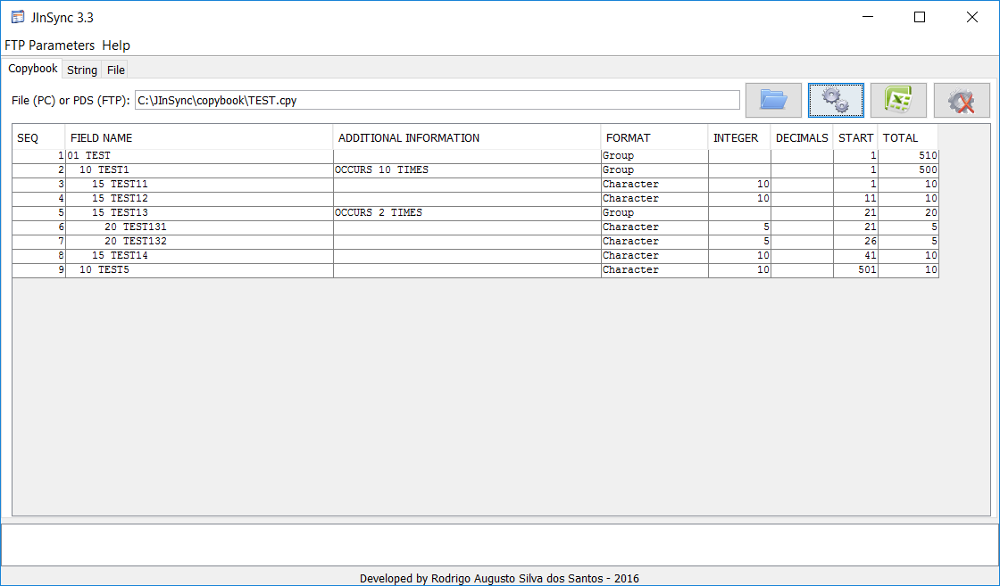 JInSync 3.3
FTP Parameters Help
Copybook String File
File (PC) or PDS (FTP): C:\JInSync\copybook\TEST.cpy
SEQ FIELD NAME ADDITIONAL INFORMATION FORMAT INTEGER DECIMALS START TOTAL
1 01 TEST Group 1 510
2 10 TEST1 OCCURS 10 TIMES Group 1 500
3 15 TEST11 Character 10 1 10
4 15 TEST12 Character 10 11 10
5 15 TEST13 OCCURS 2 TIMES Group 21 20
6 20 TEST131 Character 5 21 5
7 20 TEST132 Character 5 26 5
8 15 TEST14 Character 10 41 10
9 10 TEST5 Character 10 501 10
Developed by Rodrigo Augusto Silva dos Santos - 2016